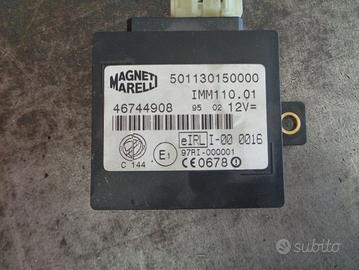 MAGNETI
MARELLI
501130150000
IMM110.01
46744908 95 02 12V=
eIRL I-00 0016
C 144 E1 97RI-000001
CE0678
subito